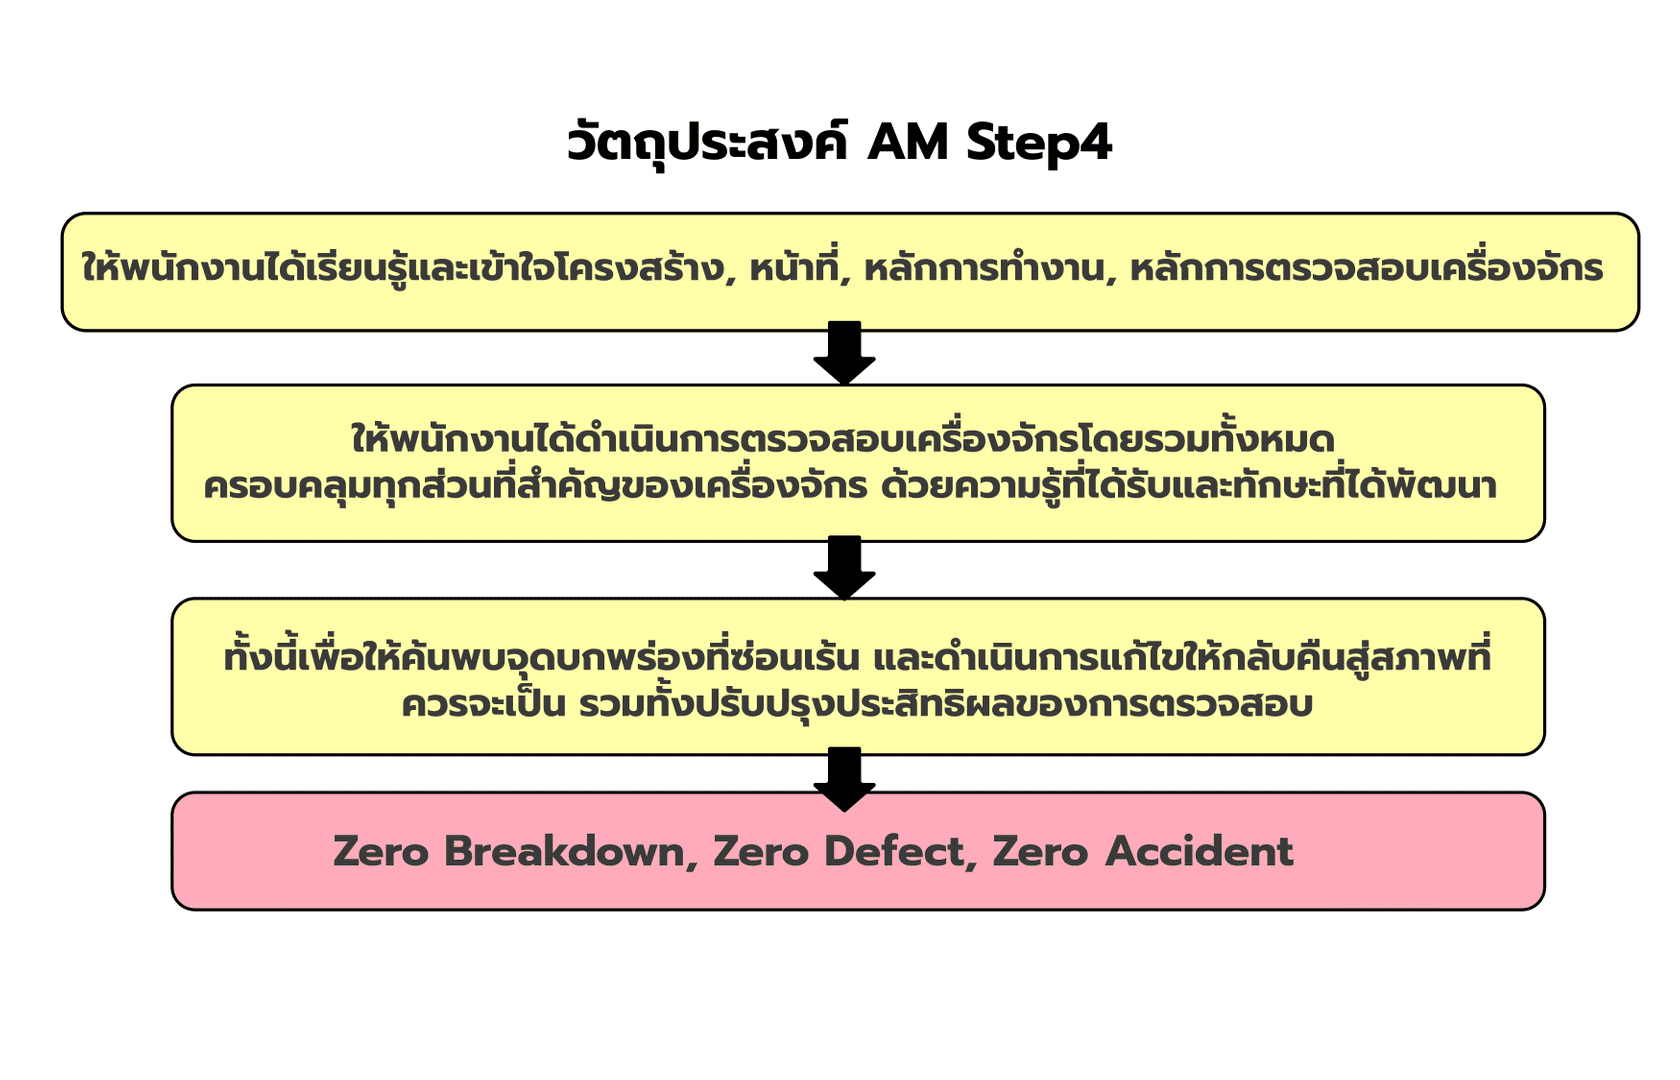 วัตถุประสงค์ AM Step4
ให้พนักงานได้เรียนรู้และเข้าใจโครงสร้าง, หน้าที่, หลักการทำงาน, หลักการตรวจสอบเครื่องจักร
ให้พนักงานได้ดำเนินการตรวจสอบเครื่องจักรโดยรวมทั้งหมด
ครอบคลุมทุกส่วนที่สำคัญของเครื่องจักร ด้วยความรู้ที่ได้รับและทักษะที่ได้พัฒนา
ทั้งนี้เพื่อให้ค้นพบจุดบกพร่องที่ซ่อนเร้น และดำเนินการแก้ไขให้กลับคืนสู่สภาพที่
ควรจะเป็น รวมทั้งปรับปรุงประสิทธิผลของการตรวจสอบ
Zero Breakdown, Zero Defect, Zero Accident